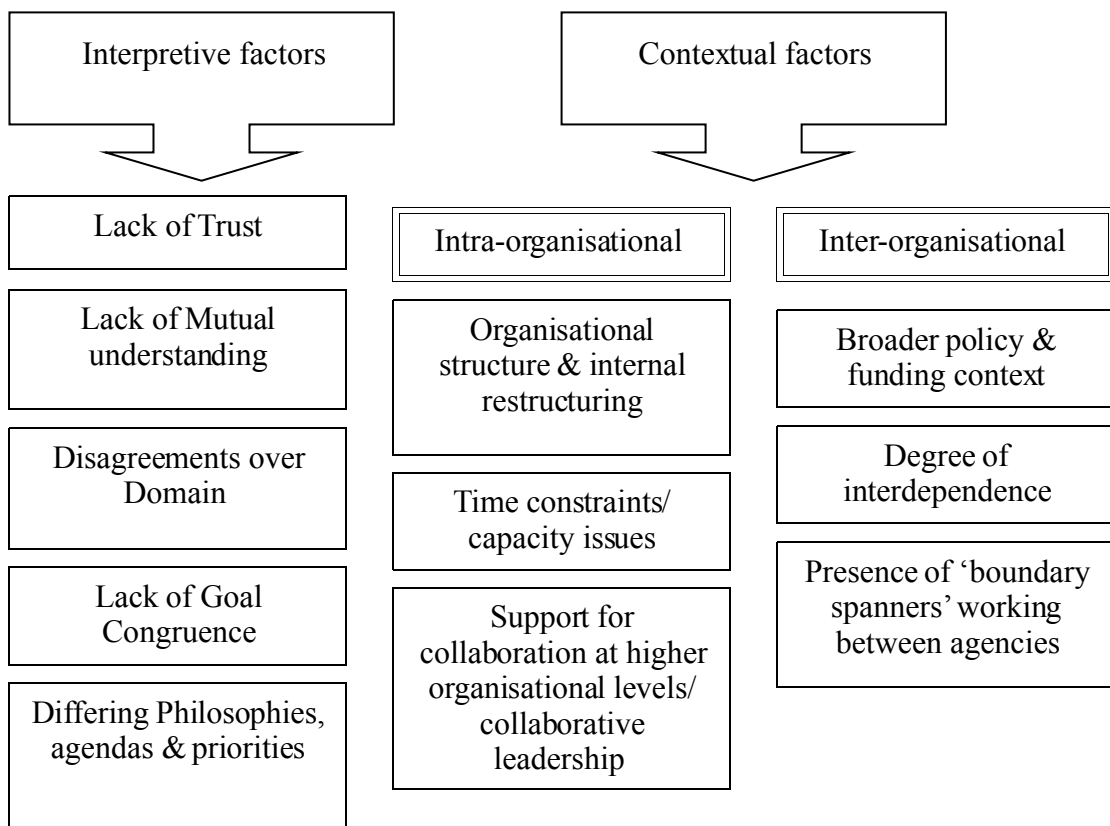 Interpretive factors
Contextual factors
Lack of Trust
Lack of Mutual
understanding
Disagreements over
Domain
Lack of Goal
Congruence
Differing Philosophies,
agendas & priorities
Intra-organisational
Organisational
structure & internal
restructuring
Time constraints/
capacity issues
Support for
collaboration at higher
organisational levels/
collaborative
leadership
Inter-organisational
Broader policy &
funding context
Degree of
interdependence
Presence of ‘boundary
spanners’ working
between agencies